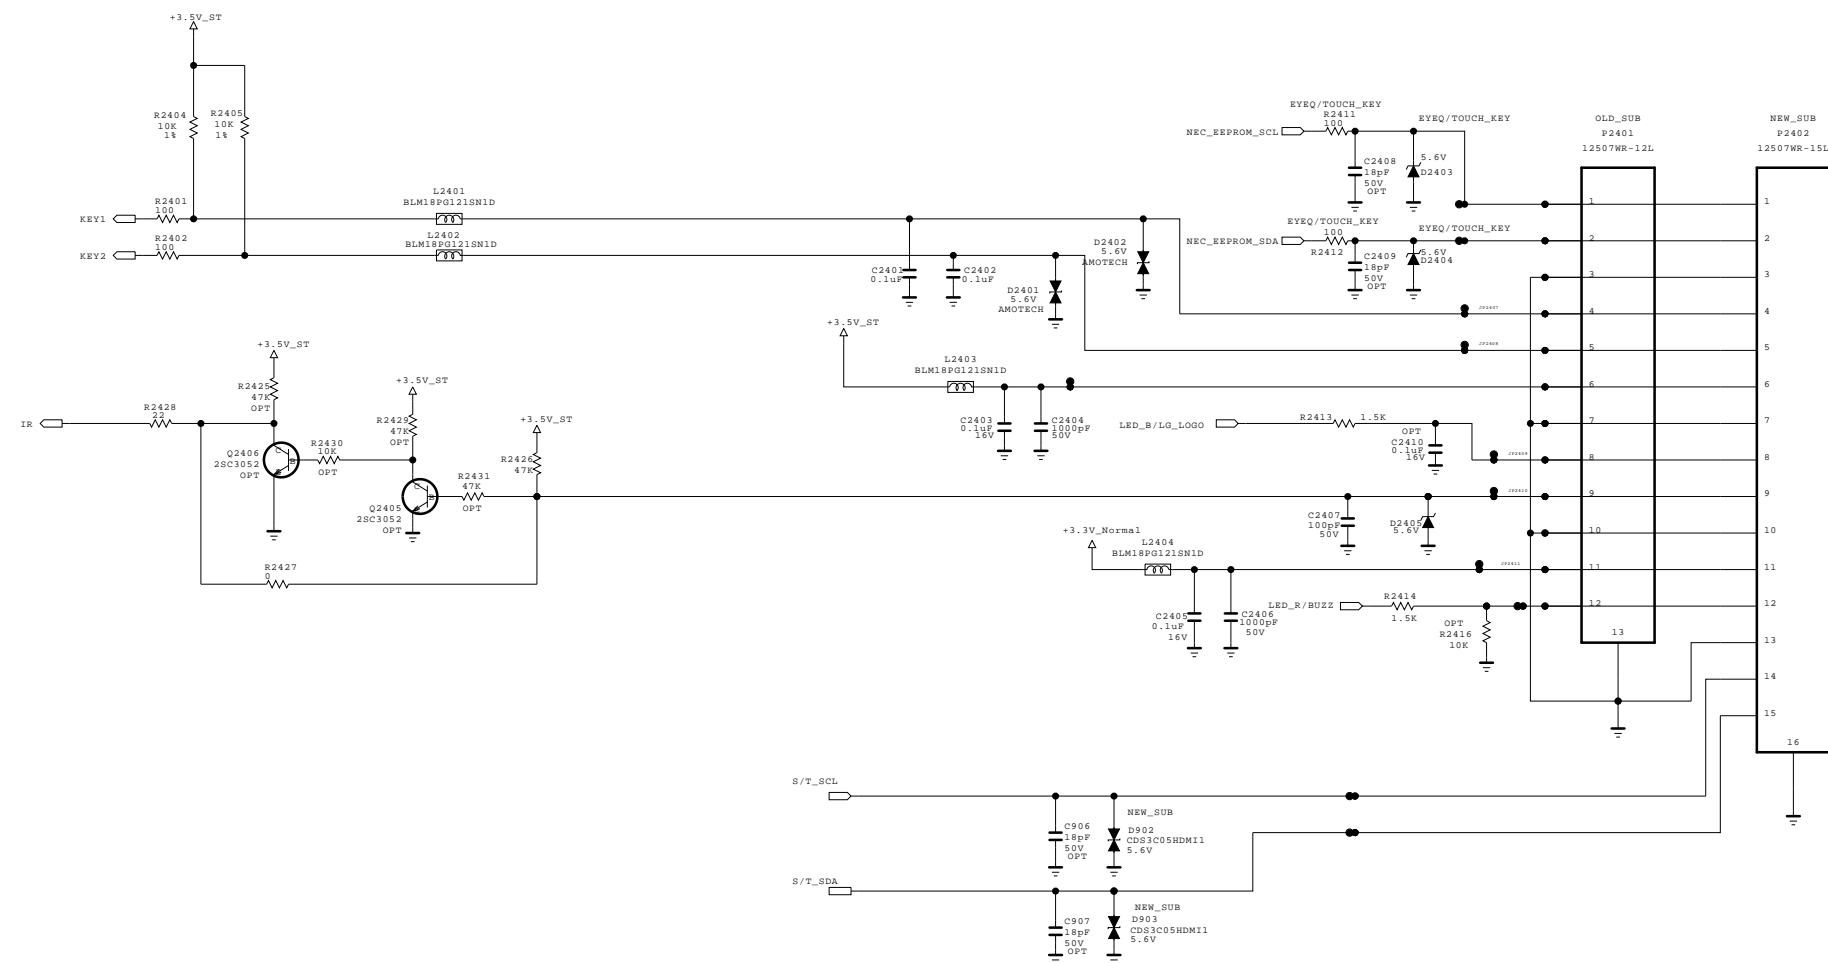 +3.5V_ST
R2404
10K
1%
R2405
10K
1%
R2401
100
KEY1
R2402
100
KEY2
L2401
BLM18PG121SN1D
L2402
BLM18PG121SN1D
C2401
0.1uF
C2402
0.1uF
D2401
5.6V
AMOTECH
D2402
5.6V
AMOTECH
EYEQ/TOUCH_KEY
R2411
100
NEC_EEPROM_SCL
C2408
18pF
50V
OPT
EYEQ/TOUCH_KEY
5.6V
D2403
EYEQ/TOUCH_KEY
100
R2412
NEC_EEPROM_SDA
C2409
18pF
50V
OPT
EYEQ/TOUCH_KEY
5.6V
D2404
OLD_SUB
P2401
12507WR-12L
1
2
3
4
5
6
7
8
9
10
11
12
13
NEW_SUB
P2402
12507WR-15L
1
2
3
4
5
6
7
8
9
10
11
12
13
14
15
16
JP2407
JP2408
JP2409
JP2410
JP2411
+3.5V_ST
L2403
BLM18PG121SN1D
C2403
0.1uF
16V
C2404
1000pF
50V
LED_B/LG_LOGO
R2413
1.5K
OPT
C2410
0.1uF
16V
+3.5V_ST
R2425
47K
OPT
IR
R2428
22
Q2406
2SC3052
OPT
C
B
R2430
10K
OPT
+3.5V_ST
R2429
47K
OPT
Q2405
2SC3052
OPT
C
B
R2431
47K
OPT
+3.5V_ST
R2426
47K
R2427
0
C2407
100pF
50V
D2405
5.6V
+3.3V_Normal
L2404
BLM18PG121SN1D
C2405
0.1uF
16V
C2406
1000pF
50V
LED_R/BUZZ
R2414
1.5K
OPT
R2416
10K
S/T_SCL
C906
18pF
50V
OPT
NEW_SUB
D902
CDS3C05HDMI1
5.6V
S/T_SDA
C907
18pF
50V
OPT
NEW_SUB
D903
CDS3C05HDMI1
5.6V